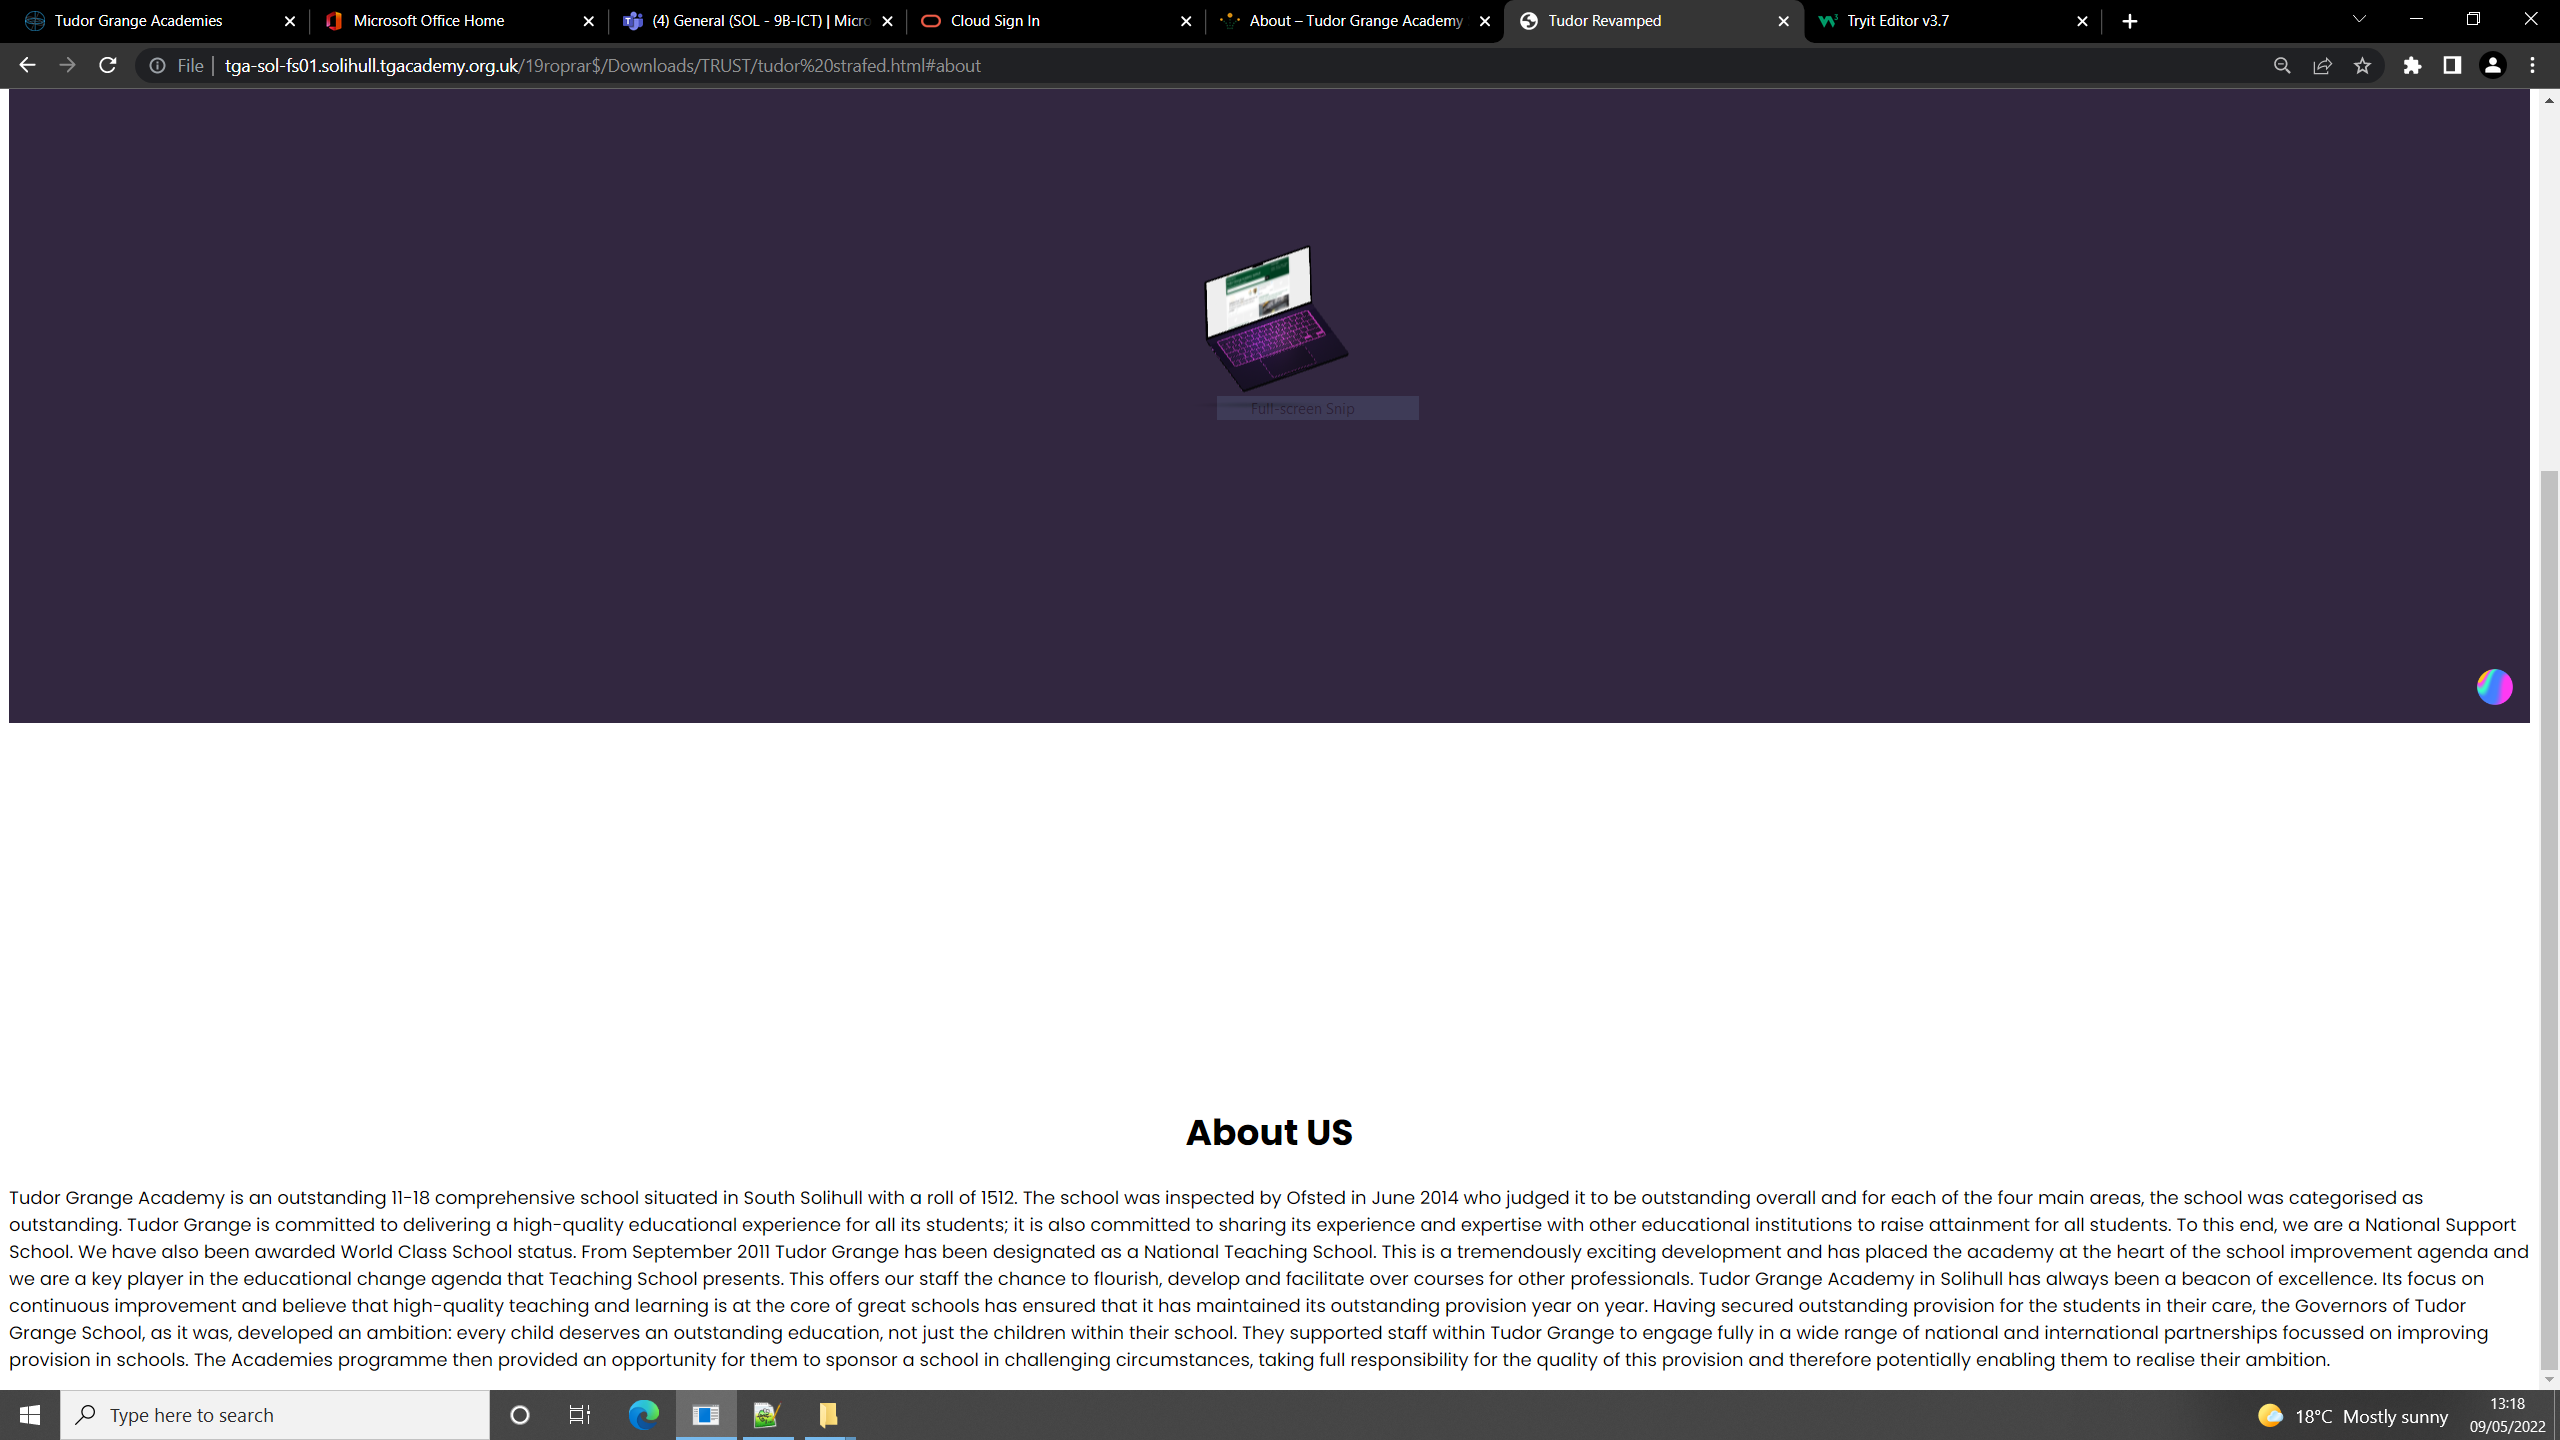 Tudor Grange Academies
Microsoft Office Home
(4) General (SOL - 9B-ICT) | Micro
Cloud Sign In
About – Tudor Grange Academy
Tudor Revamped
Tryit Editor v3.7
File | tga-sol-fs01.solihull.tgacademy.org.uk/19roprar$/Downloads/TRUST/tudor%20strafed.html#about
Full-screen Snip
About US
Tudor Grange Academy is an outstanding 11-18 comprehensive school situated in South Solihull with a roll of 1512. The school was inspected by Ofsted in June 2014 who judged it to be outstanding overall and for each of the four main areas, the school was categorised as
outstanding. Tudor Grange is committed to delivering a high-quality educational experience for all its students; it is also committed to sharing its experience and expertise with other educational institutions to raise attainment for all students. To this end, we are a National Support
School. We have also been awarded World Class School status. From September 2011 Tudor Grange has been designated as a National Teaching School. This is a tremendously exciting development and has placed the academy at the heart of the school improvement agenda and
we are a key player in the educational change agenda that Teaching School presents. This offers our staff the chance to flourish, develop and facilitate over courses for other professionals. Tudor Grange Academy in Solihull has always been a beacon of excellence. Its focus on
continuous improvement and believe that high-quality teaching and learning is at the core of great schools has ensured that it has maintained its outstanding provision year on year. Having secured outstanding provision for the students in their care, the Governors of Tudor
Grange School, as it was, developed an ambition: every child deserves an outstanding education, not just the children within their school. They supported staff within Tudor Grange to engage fully in a wide range of national and international partnerships focussed on improving
provision in schools. The Academies programme then provided an opportunity for them to sponsor a school in challenging circumstances, taking full responsibility for the quality of this provision and therefore potentially enabling them to realise their ambition.
Type here to search
18°C Mostly sunny
13:18
09/05/2022